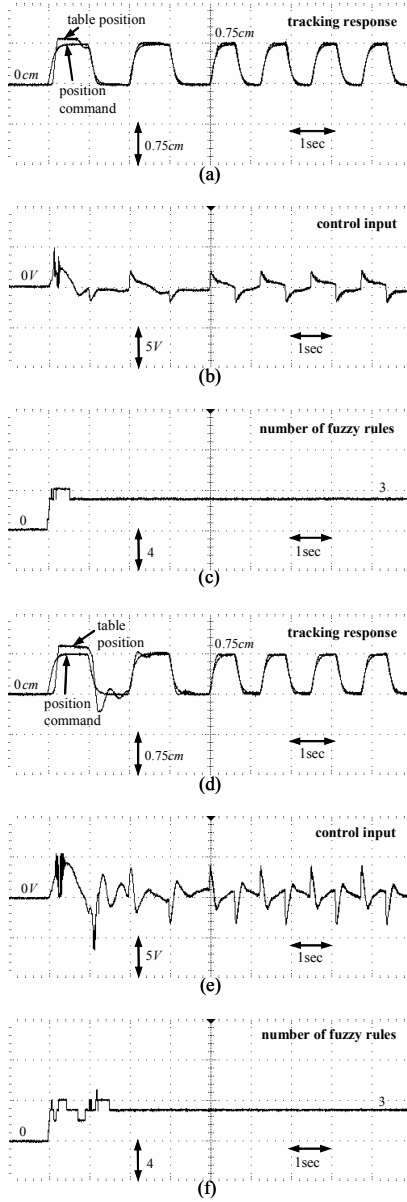 table position
tracking response
0.75cm
0cm
position
command
0.75cm
1sec
(a)
control input
0V
5V
1sec
(b)
number of fuzzy rules
3
0
4
1sec
(c)
table
position
tracking response
0.75cm
0cm
position
command
0.75cm
1sec
(d)
control input
0V
5V
1sec
(e)
number of fuzzy rules
3
0
4
1sec
(f)